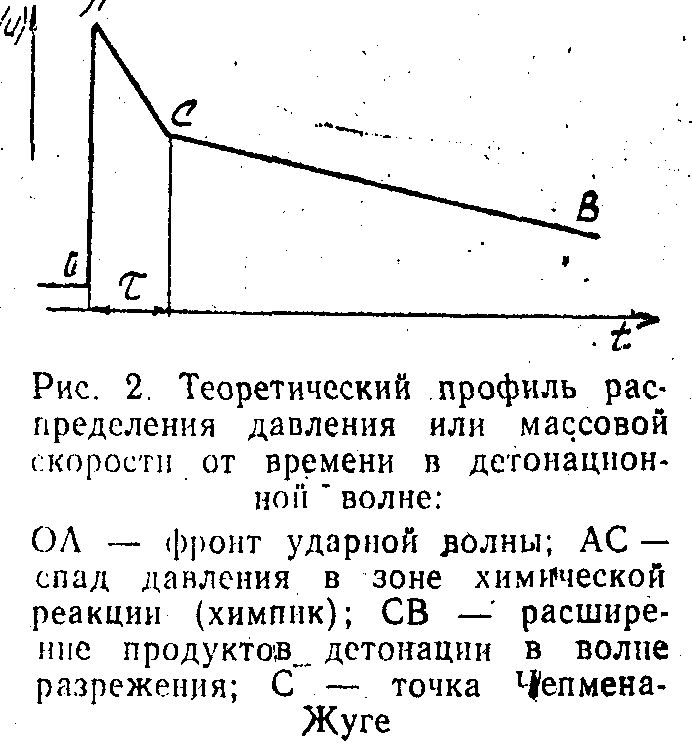 (u)
A
C
B
0
τ
t
Рис. 2. Теоретический профиль рас-
пределения давления или массовой
скорости от времени в детонацион-
ной волне:
ОА — фронт ударной волны; АС —
спад давления в зоне химической
реакции (химпик); СВ — расшире-
ние продуктов детонации в волне
разрежения; С — точка Чепмена-
Жуге